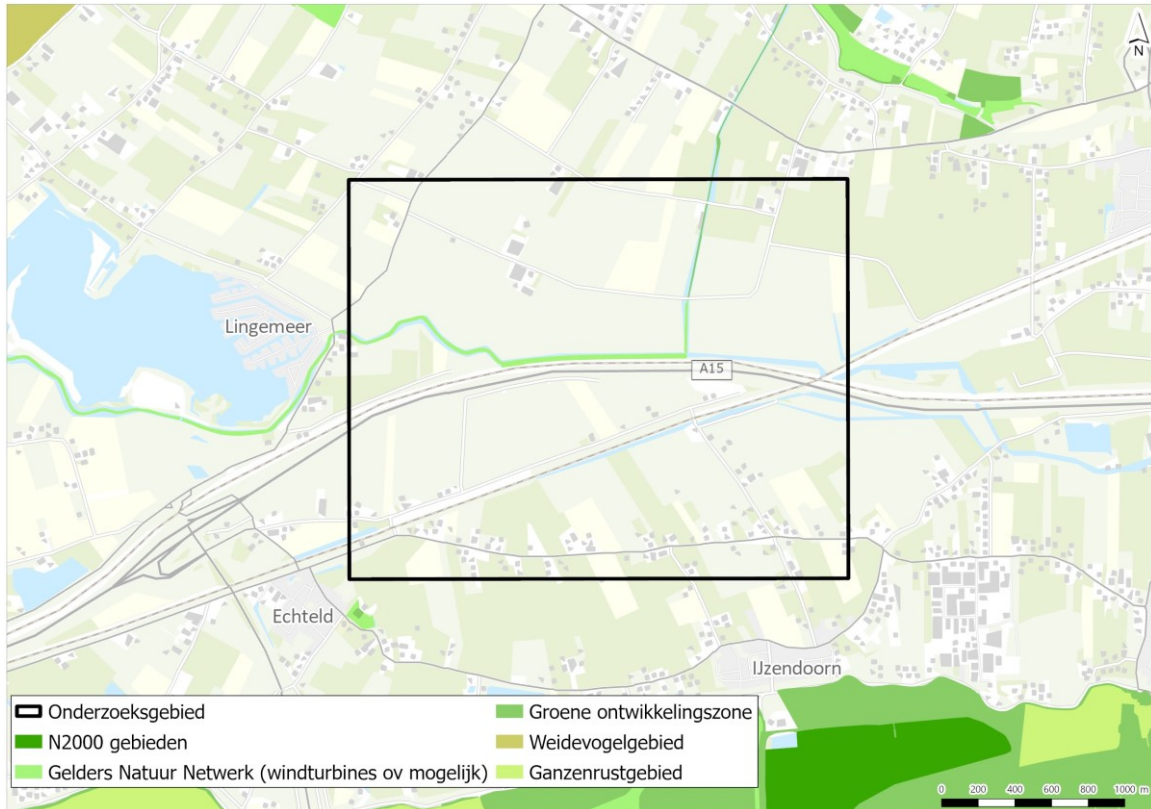 N
Lingemeer
A15
Echteld
IJzendoorn
Onderzoeksgebied
N2000 gebieden
Gelders Natuur Netwerk (windturbines ov mogelijk)
Groene ontwikkelingszone
Weidevogelgebied
Ganzenrustgebied
0 200 400 600 800 1000 m